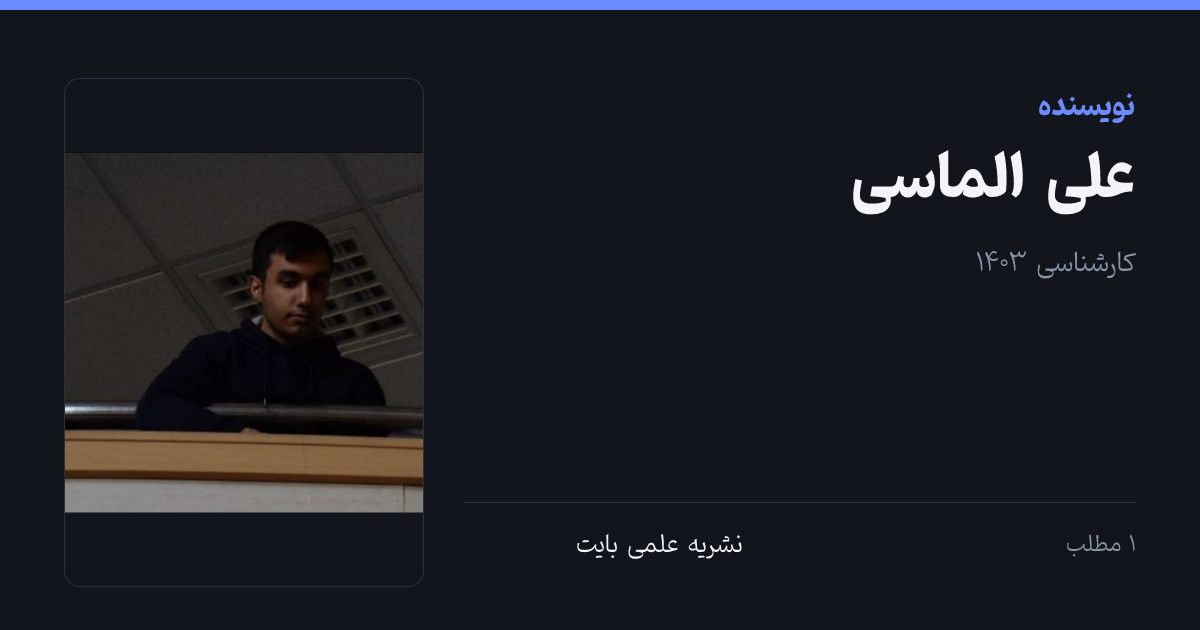 نویسنده
علی الماسی
کارشناسی ۱۴۰۳
۱ مطلب
نشریه علمی بایت